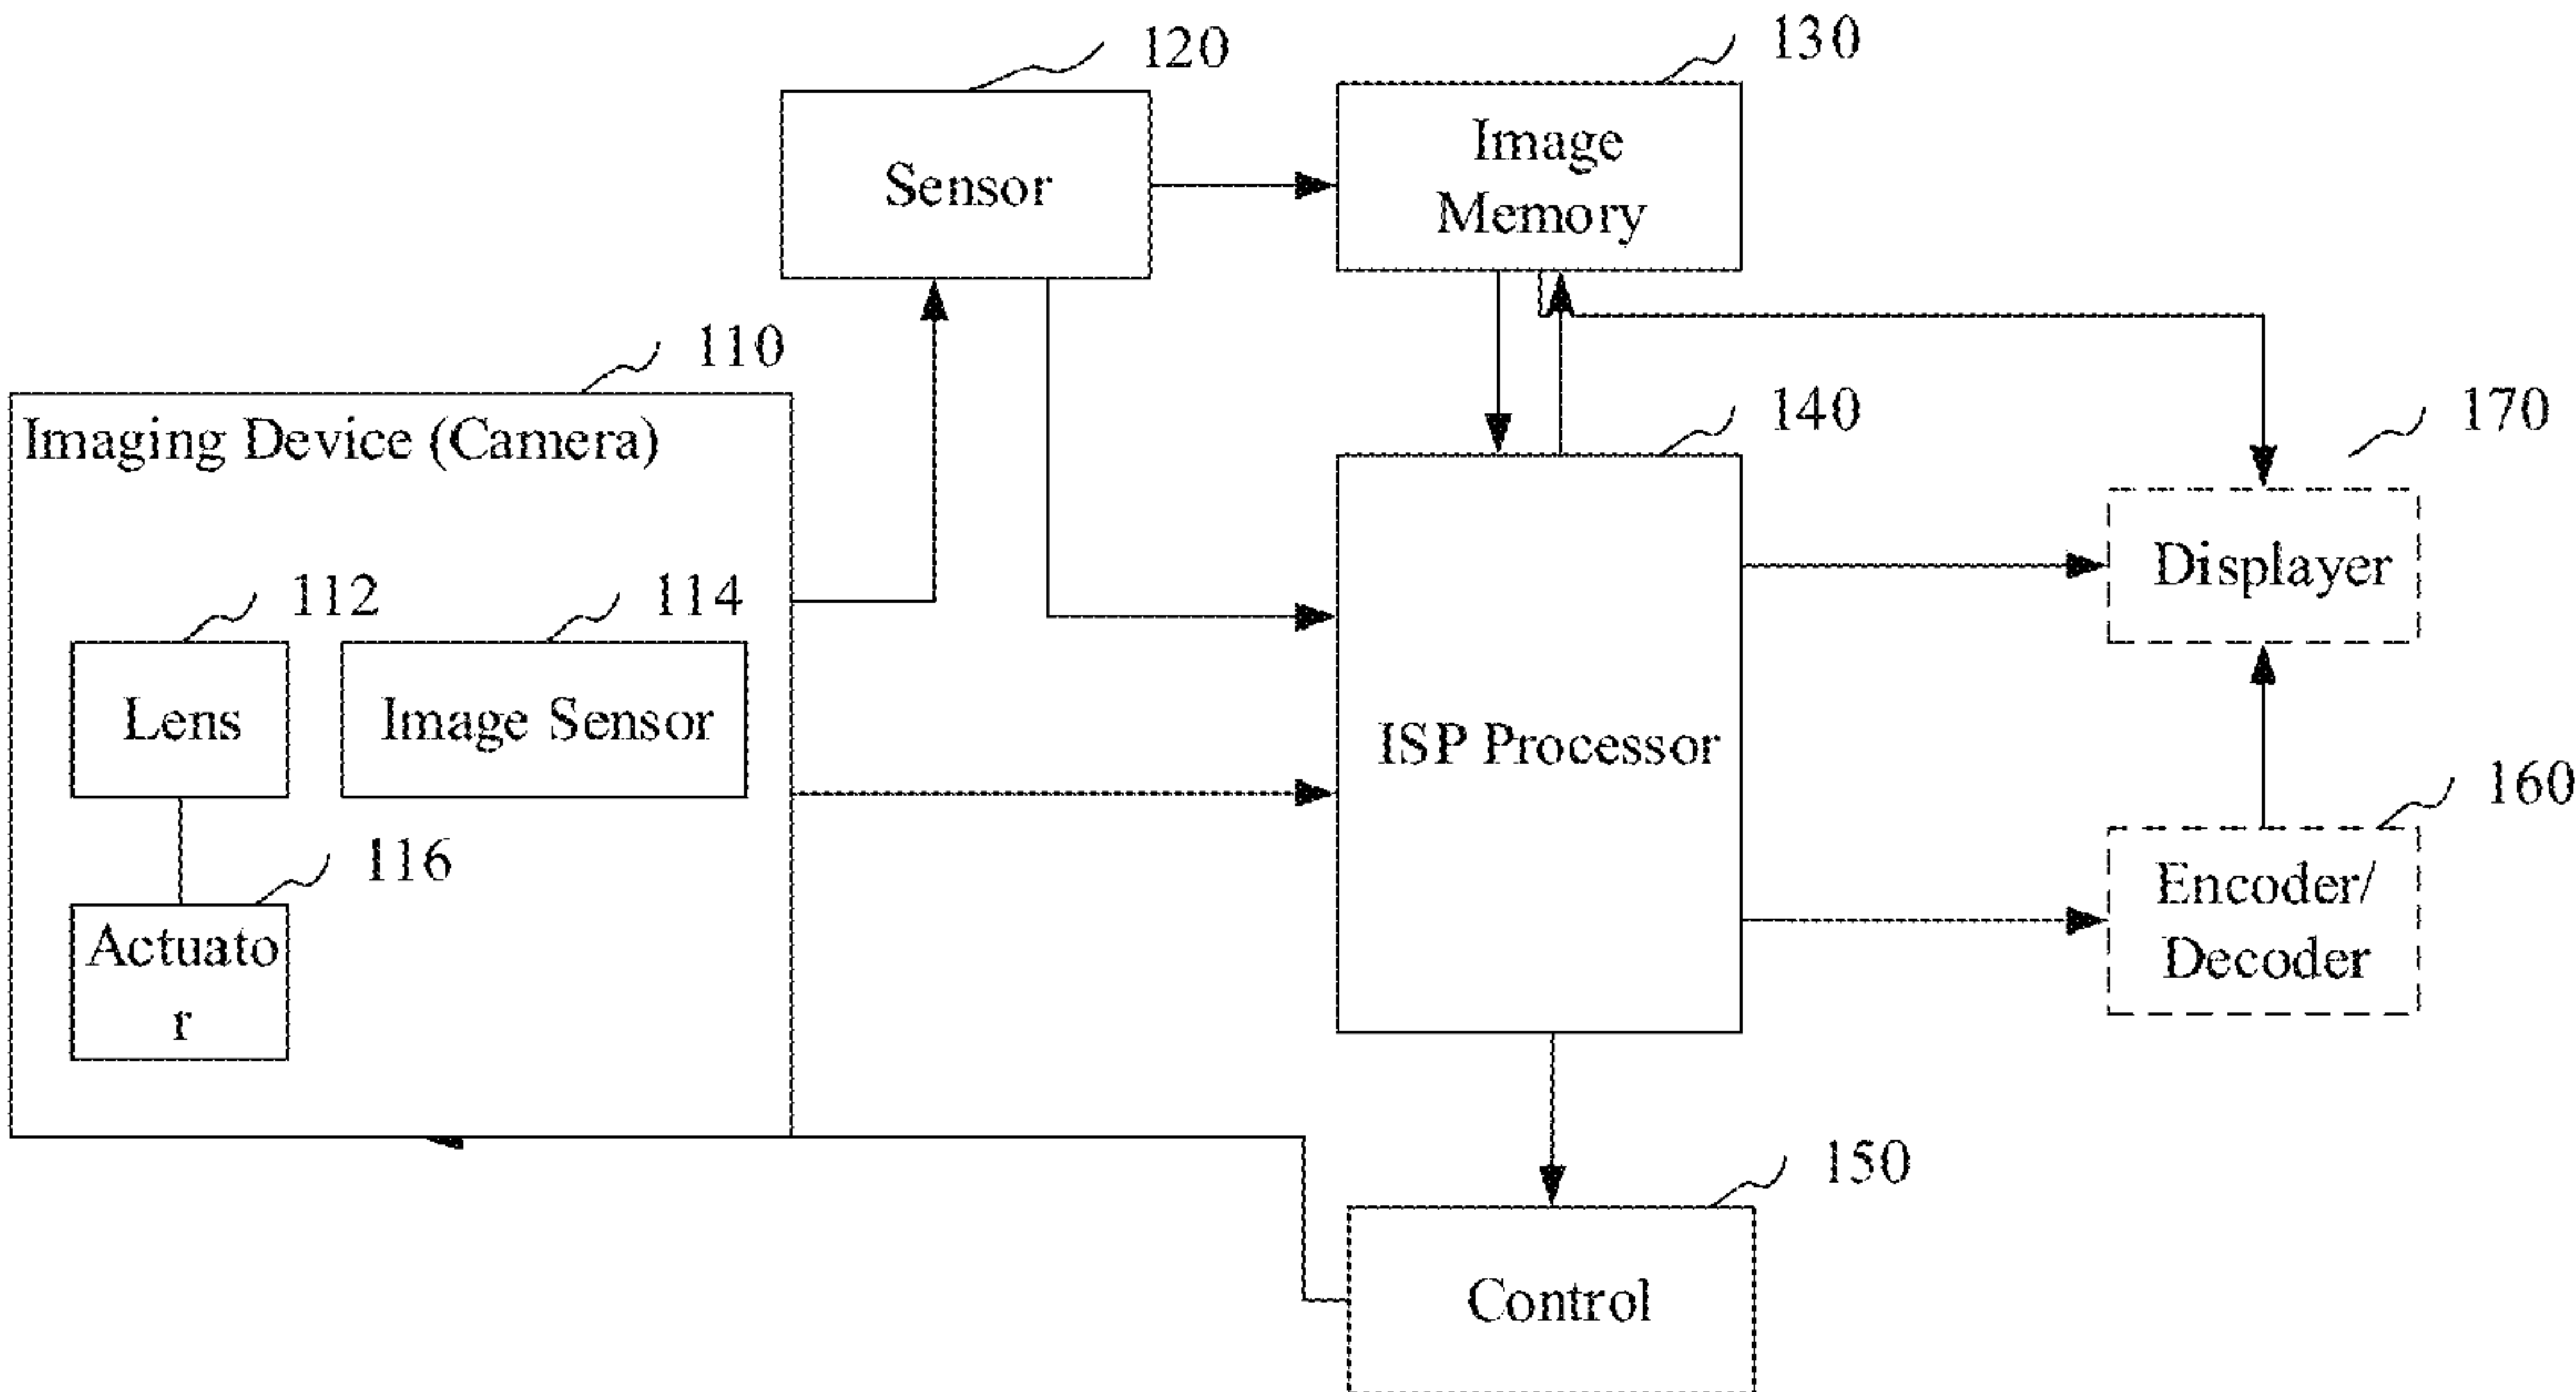 120
130
Sensor
Image
Memory
110
Imaging Device (Camera)
140
170
Displayer
112
114
Lens
Image Sensor
ISP Processor
160
116
Encoder/
Decoder
Actuato
r
150
Control